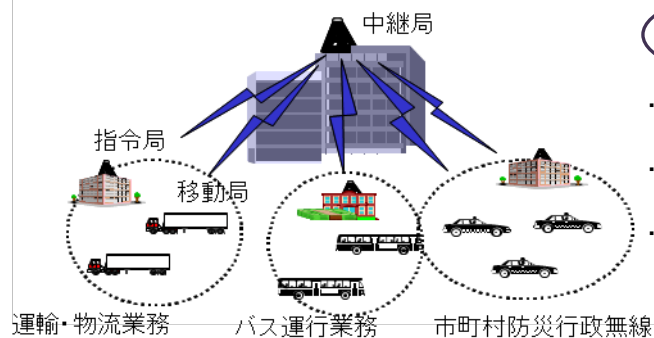 中継局
指令局
移動局
運輸・物流業務
バス運行業務
市町村防災行政無線